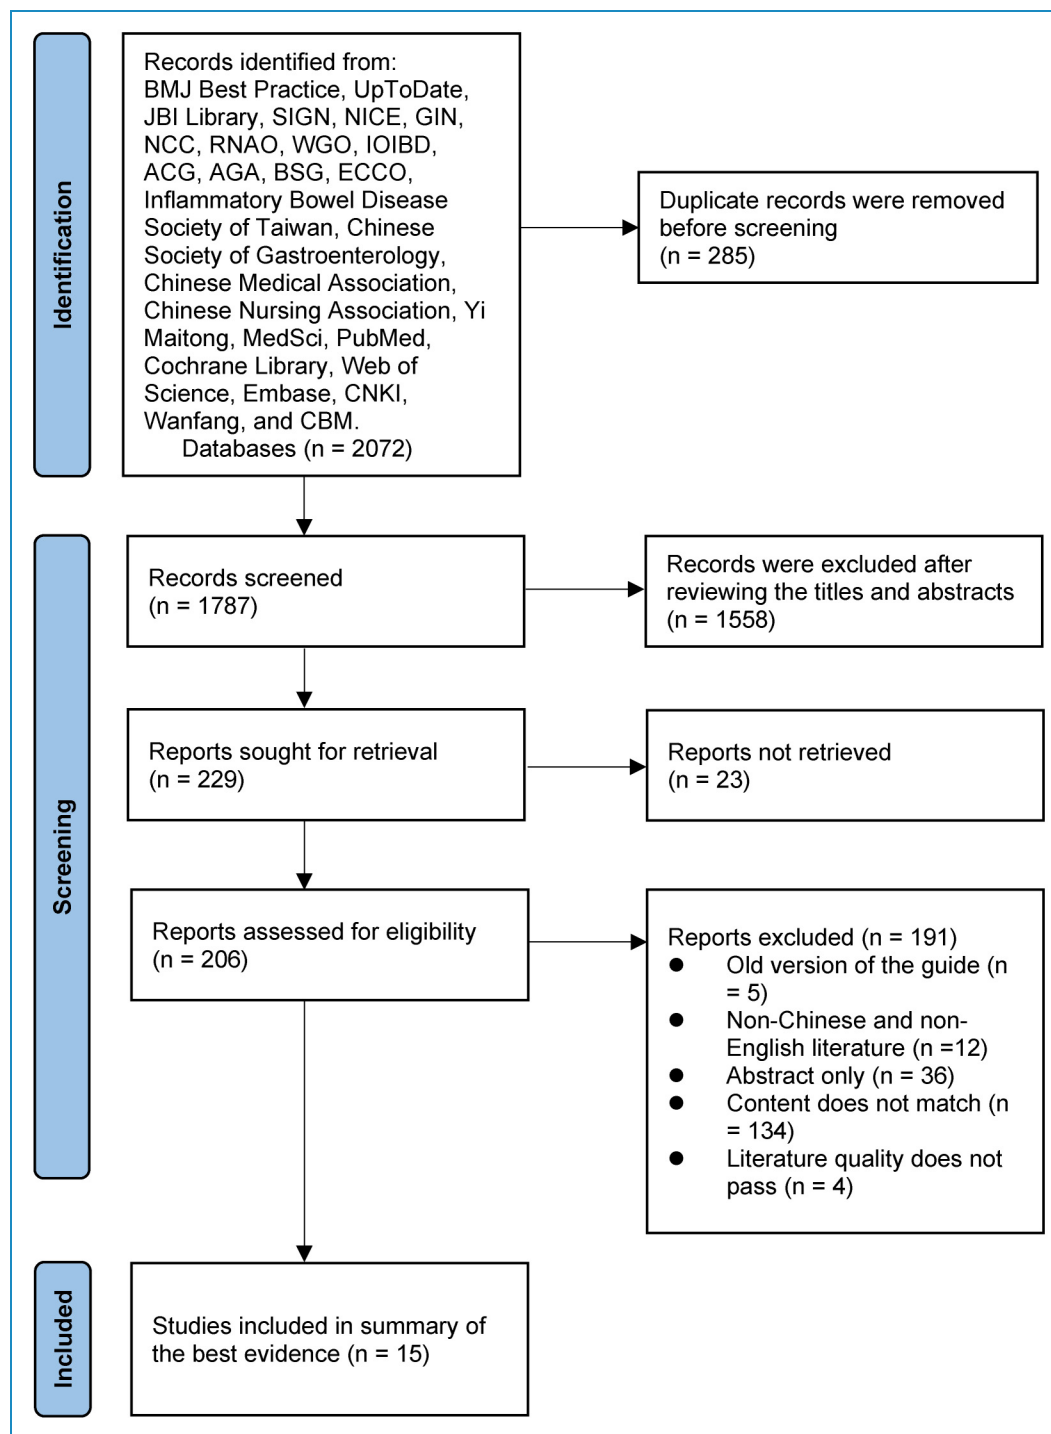 Identification
Records identified from:
BMJ Best Practice, UpToDate,
JBI Library, SIGN, NICE, GIN,
NCC, RNAO, WGO, IOIBD,
ACG, AGA, BSG, ECCO,
Inflammatory Bowel Disease
Society of Taiwan, Chinese
Society of Gastroenterology,
Chinese Medical Association,
Chinese Nursing Association, Yi
Maitong, MedSci, PubMed,
Cochrane Library, Web of
Science, Embase, CNKI,
Wanfang, and CBM.
Databases (n = 2072)
Duplicate records were removed
before screening
(n = 285)
Screening
Records screened
(n = 1787)
Records were excluded after
reviewing the titles and abstracts
(n = 1558)
Reports sought for retrieval
(n = 229)
Reports not retrieved
(n = 23)
Reports assessed for eligibility
(n = 206)
Reports excluded (n = 191)
● Old version of the guide (n
= 5)
● Non-Chinese and non-
English literature (n =12)
● Abstract only (n = 36)
● Content does not match (n
= 134)
● Literature quality does not
pass (n = 4)
Included
Studies included in summary of
the best evidence (n = 15)